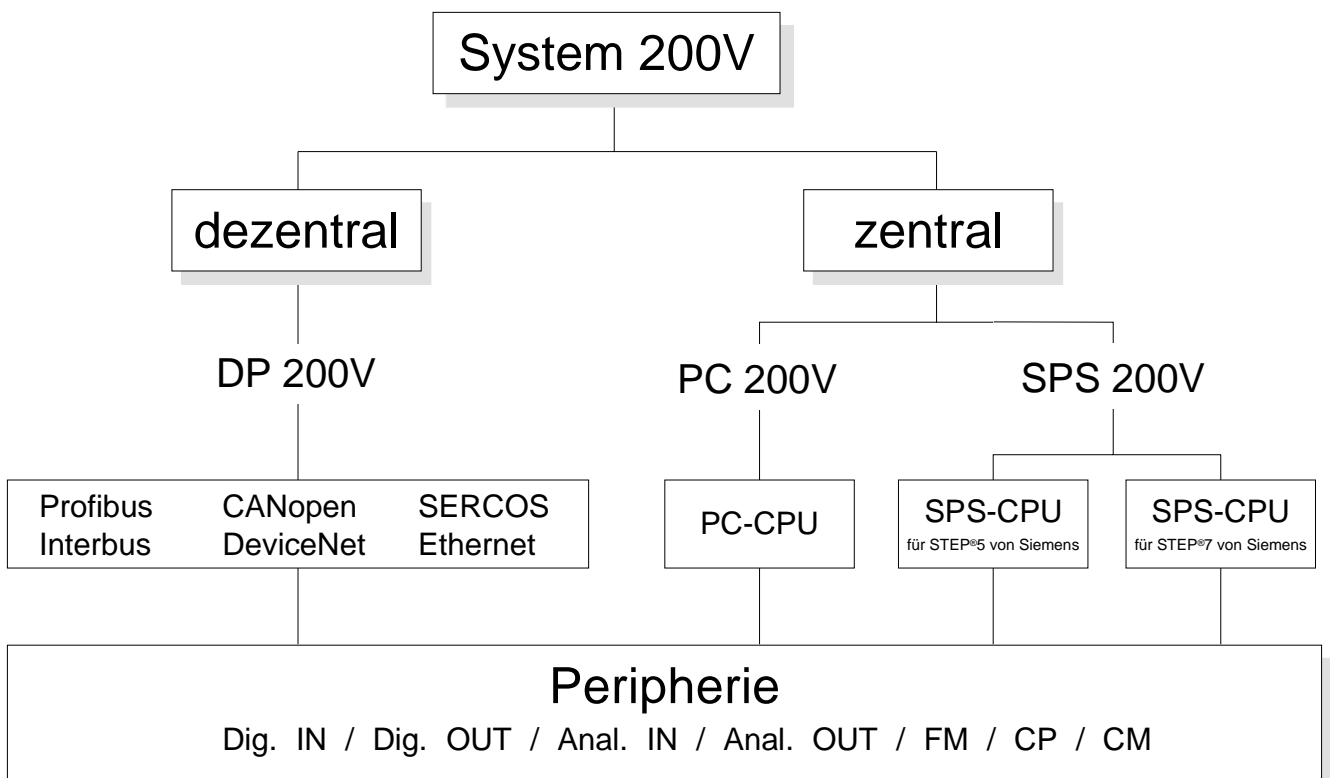 System 200V
dezentral
zentral
DP 200V
PC 200V
SPS 200V
Profibus CANopen SERCOS
Interbus DeviceNet Ethernet
PC-CPU
SPS-CPU
für STEP®5 von Siemens
SPS-CPU
für STEP®7 von Siemens
Peripherie
Dig. IN / Dig. OUT / Anal. IN / Anal. OUT / FM / CP / CM